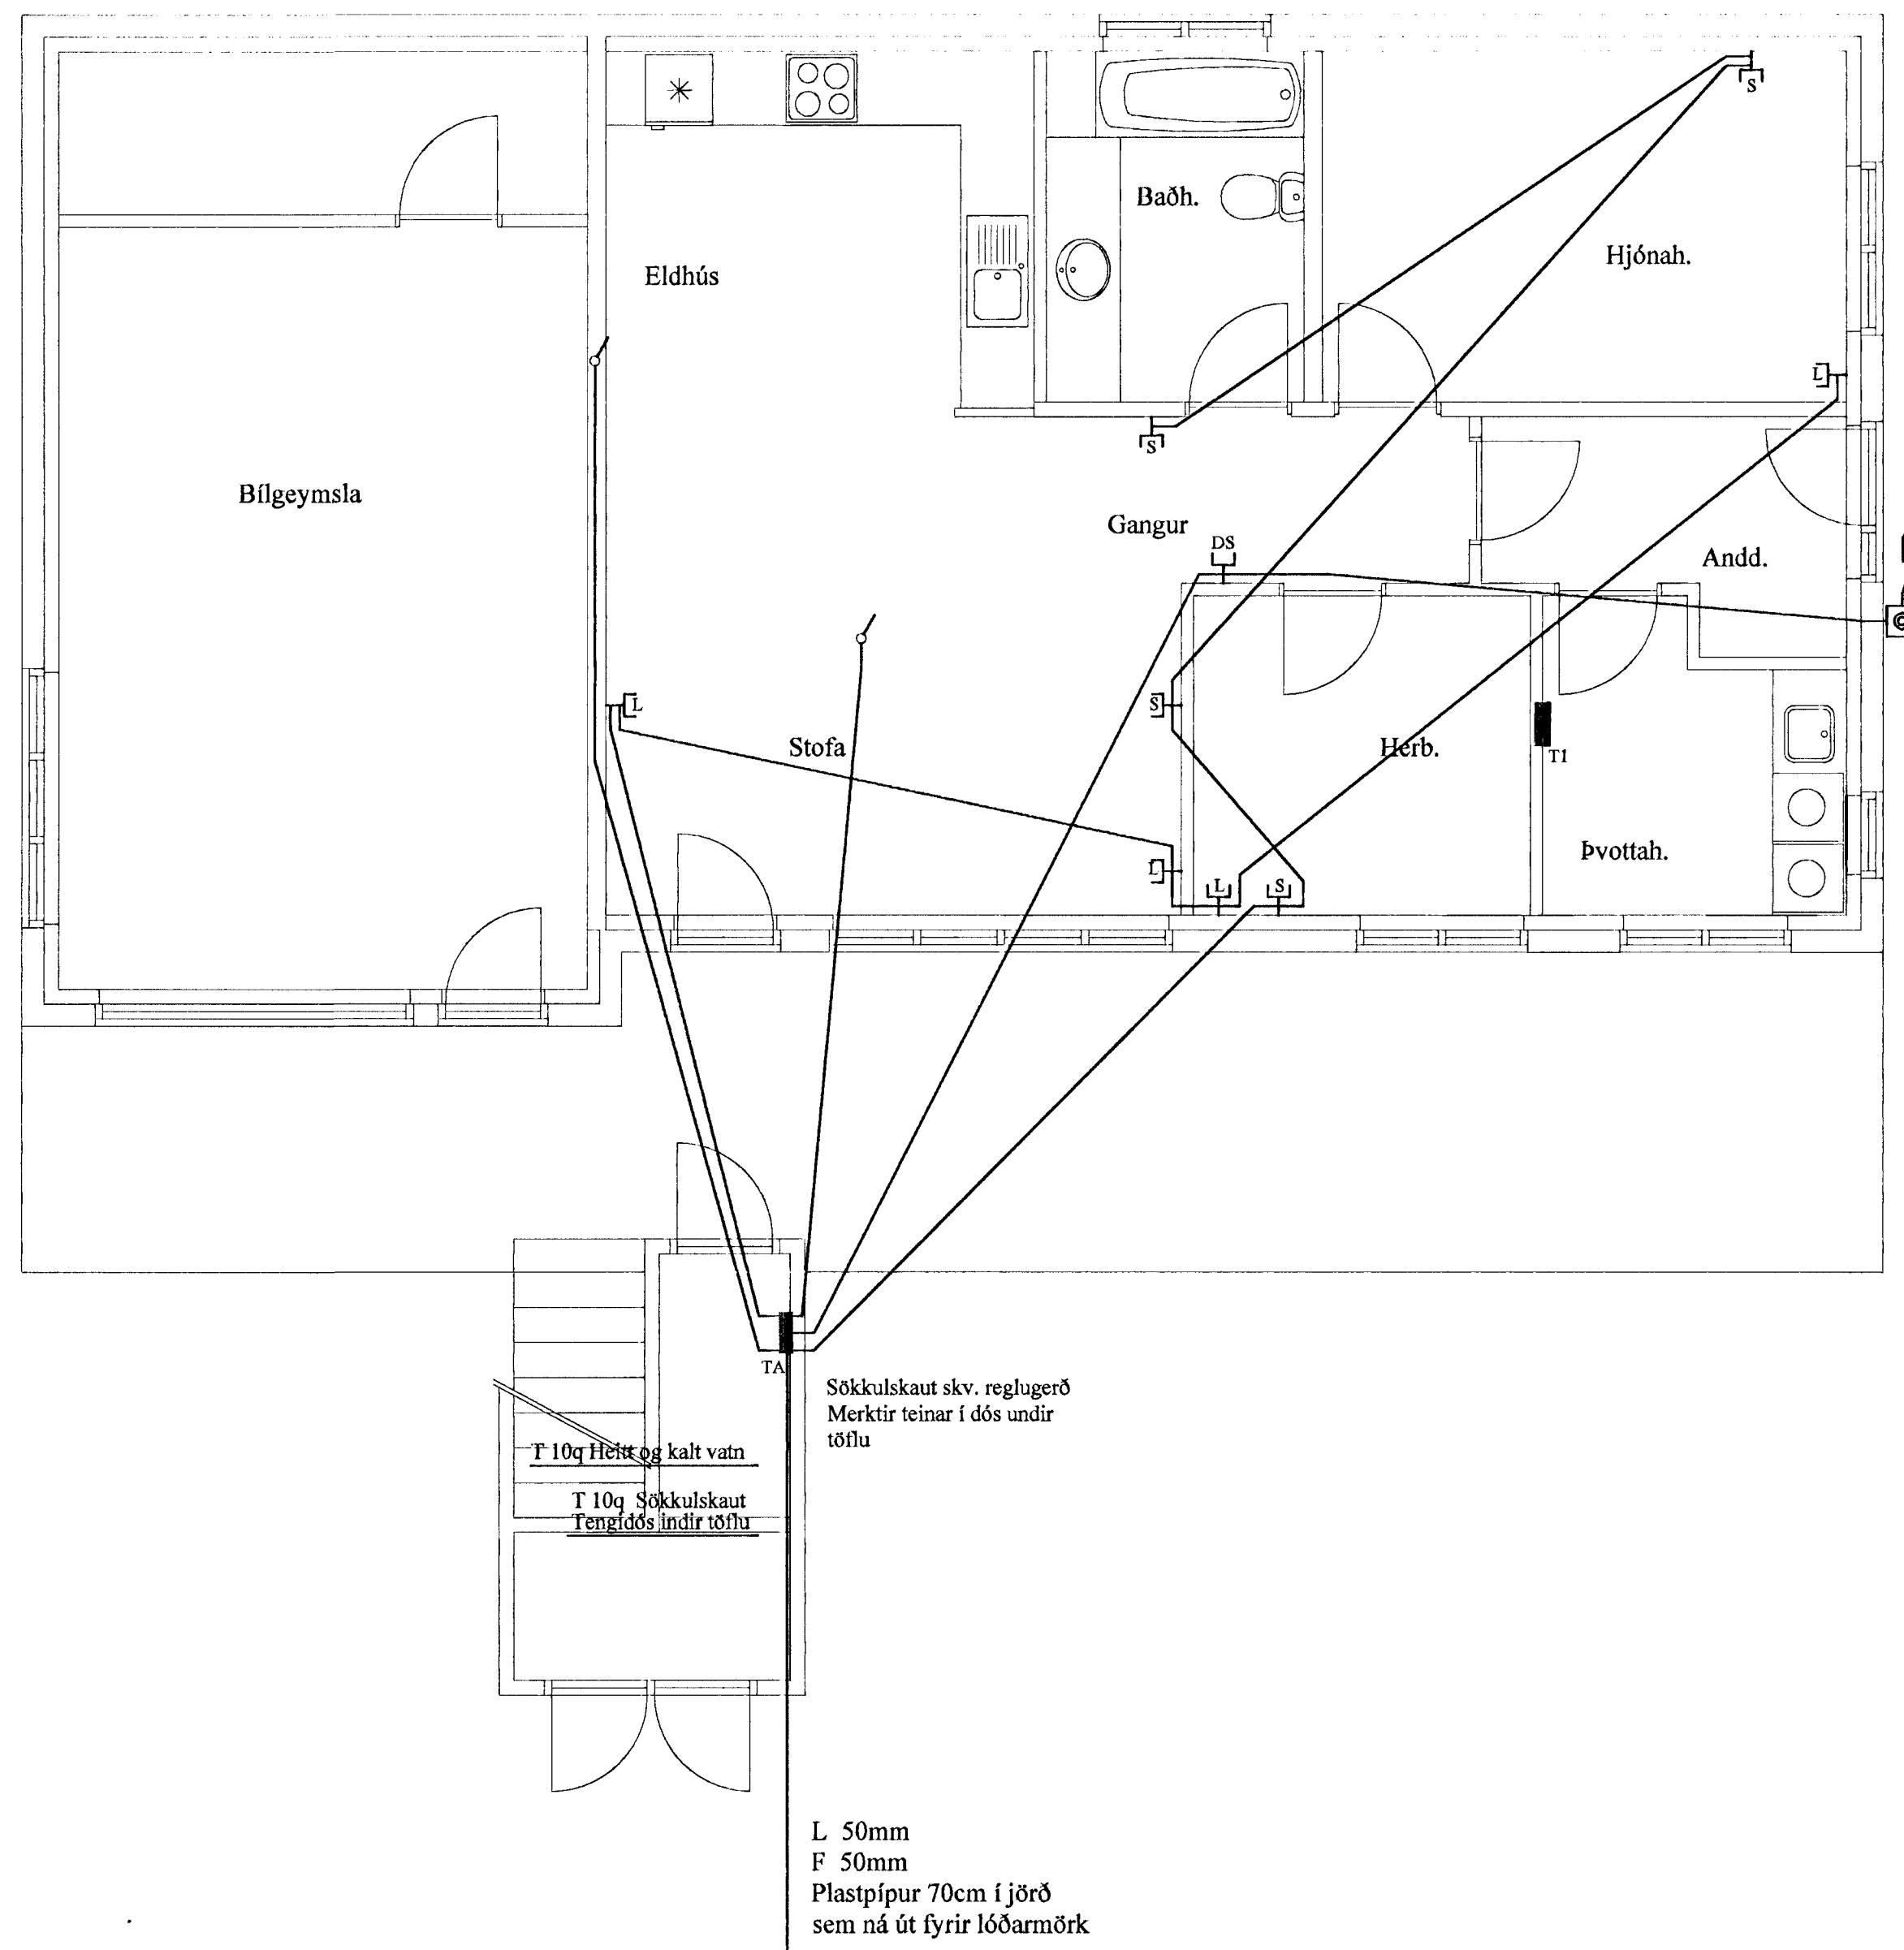 S
Baðh.
Hjónah.
Eldhús
L
S
Bílgeymsla
Gangur
DS
Andd.
L
S
Stofa
Herb.
T1
Þvottah.
L
L
S
TA
Sökkulskaut skv. reglugerð
Merktir teinar í dós undir
töflu
T 10q Heitt og kalt vatn
T 10q Sökkulskaut
Tengidós indir töflu
L 50mm
F 50mm
Plastpípur 70cm í jörð
sem ná út fyrir lóðarmörk